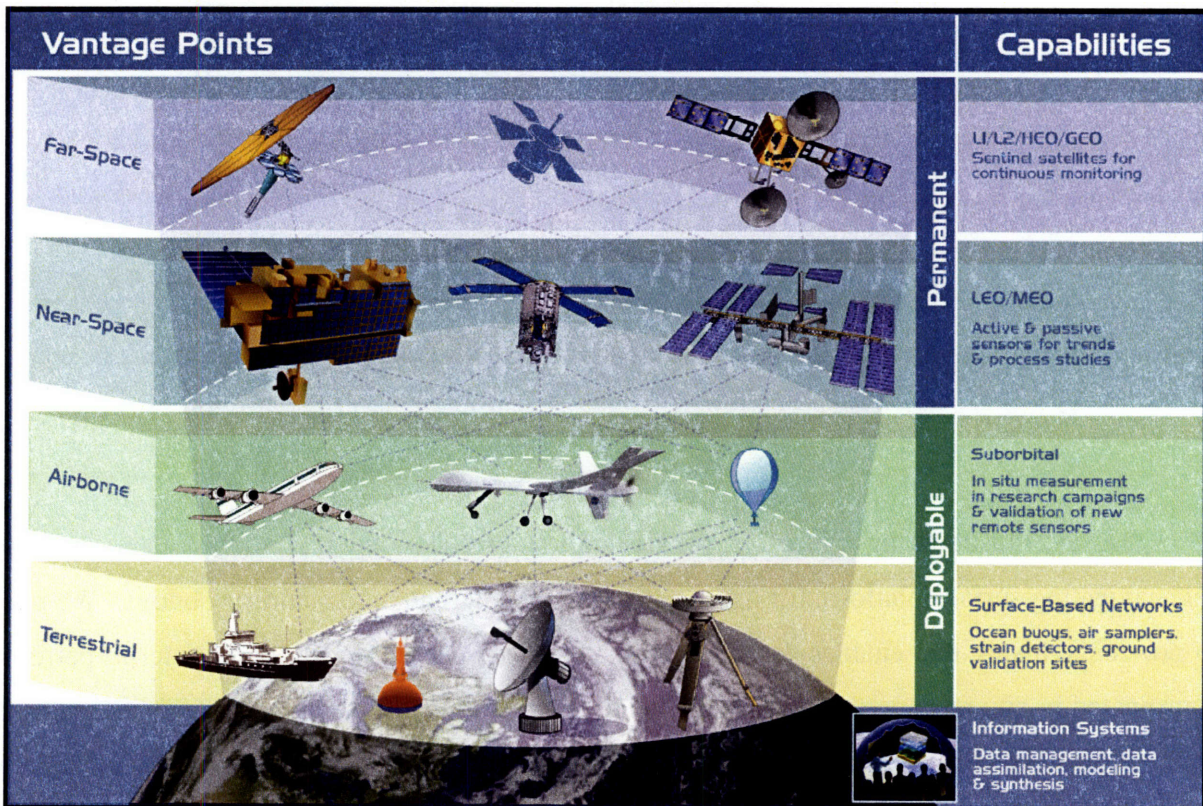 Vantage Points
Capabilities
Far-Space
Permanent
L1/L2/HEO/GEO
Sentinel satellites for
continuous monitoring
Near-Space
LEO/MEO
Active & passive
sensors for trends
& process studies
Airborne
Deployable
Suborbital
In situ measurement
in research campaigns
& validation of new
remote sensors
Terrestrial
Surface-Based Networks
Ocean buoys, air samplers,
strain detectors, ground
validation sites
Information Systems
Data management, data
assimilation, modeling
& synthesis